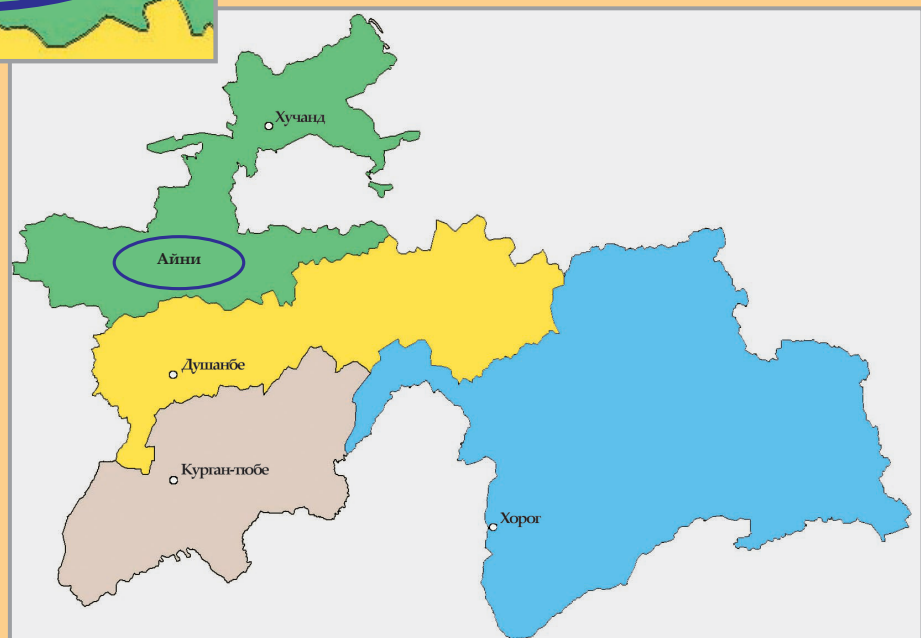 Хучанд
Айни
Душанбе
Курган-тюбе
Хорог